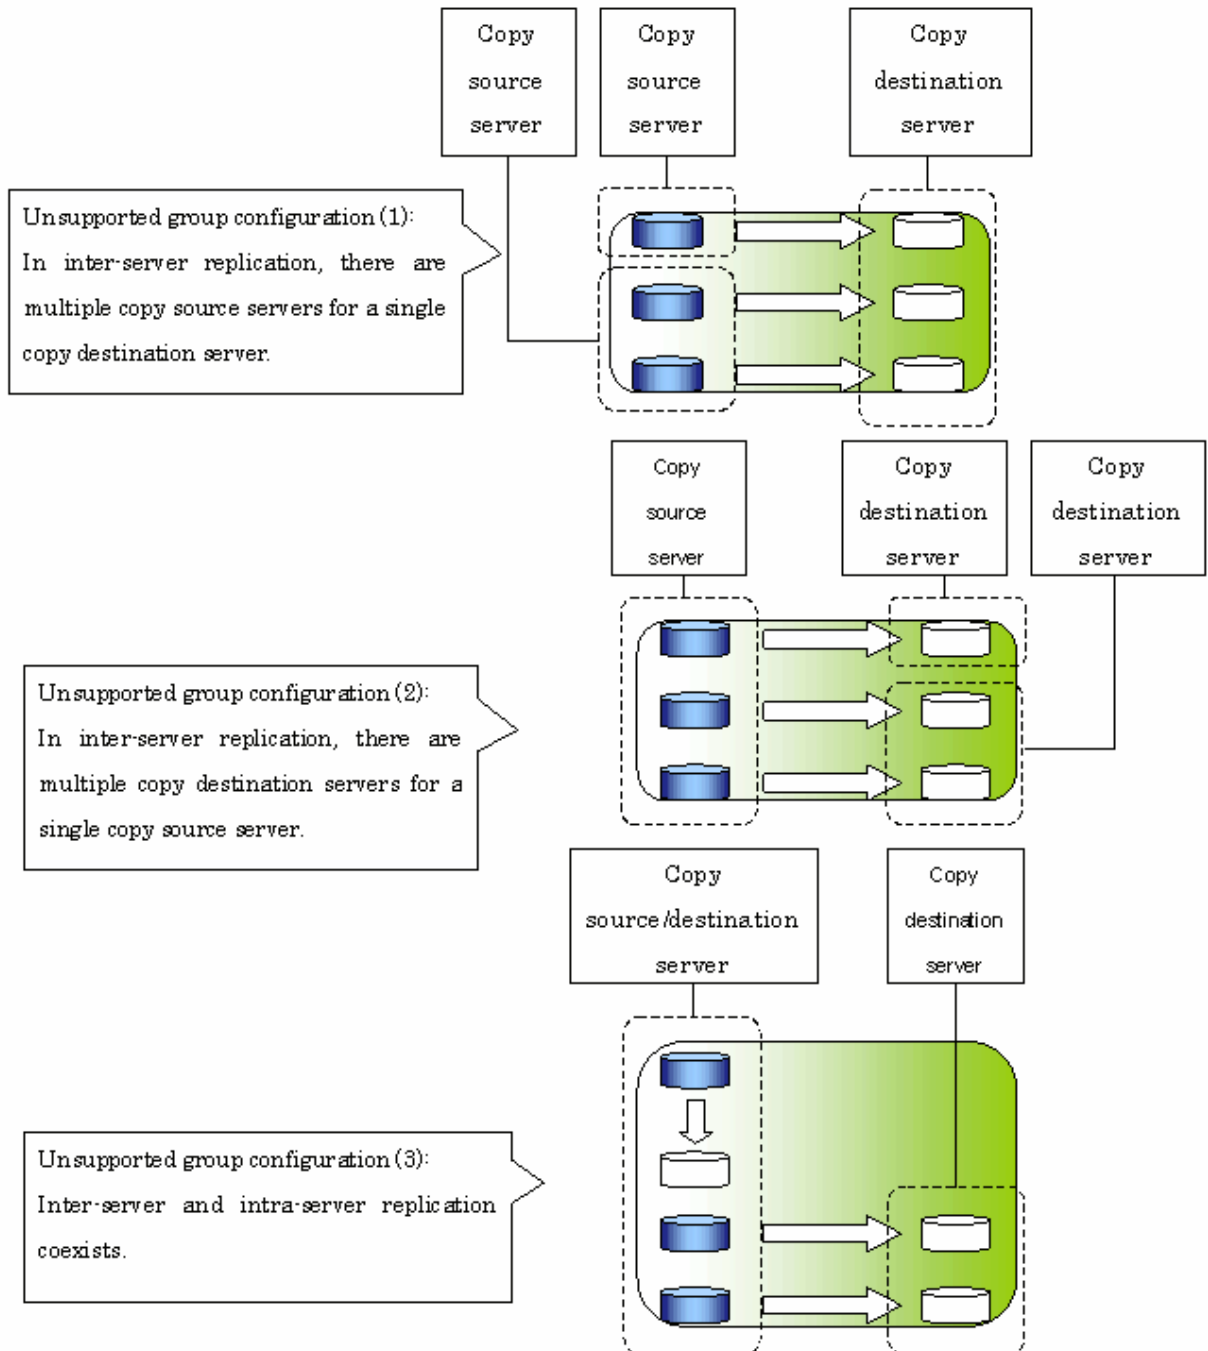 Copy
source
server
Copy
source
server
Copy
destination
server
Unsupported group configuration (1):
In inter-server replication, there are
multiple copy source servers for a single
copy destination server.
Copy
source
server
Copy
destination
server
Copy
destination
server
Unsupported group configuration (2):
In inter-server replication, there are
multiple copy destination servers for a
single copy source server.
Copy
source/destination
server
Copy
destination
server
Unsupported group configuration (3):
Inter-server and intra-server replication
coexists.